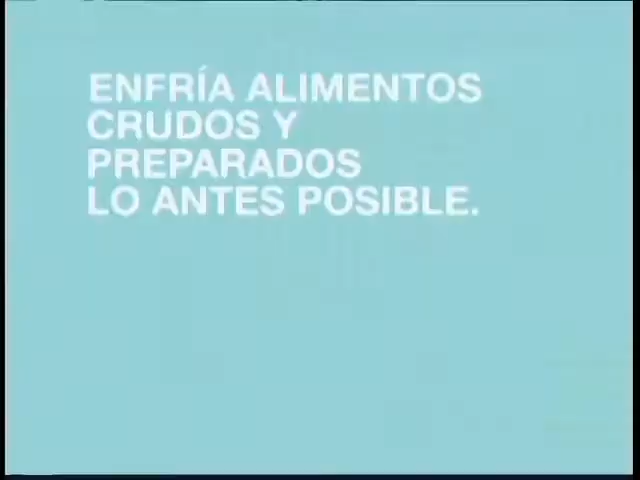 ENFRÍA ALIMENTOS
CRUDOS Y
PREPARADOS
LO ANTES POSIBLE.